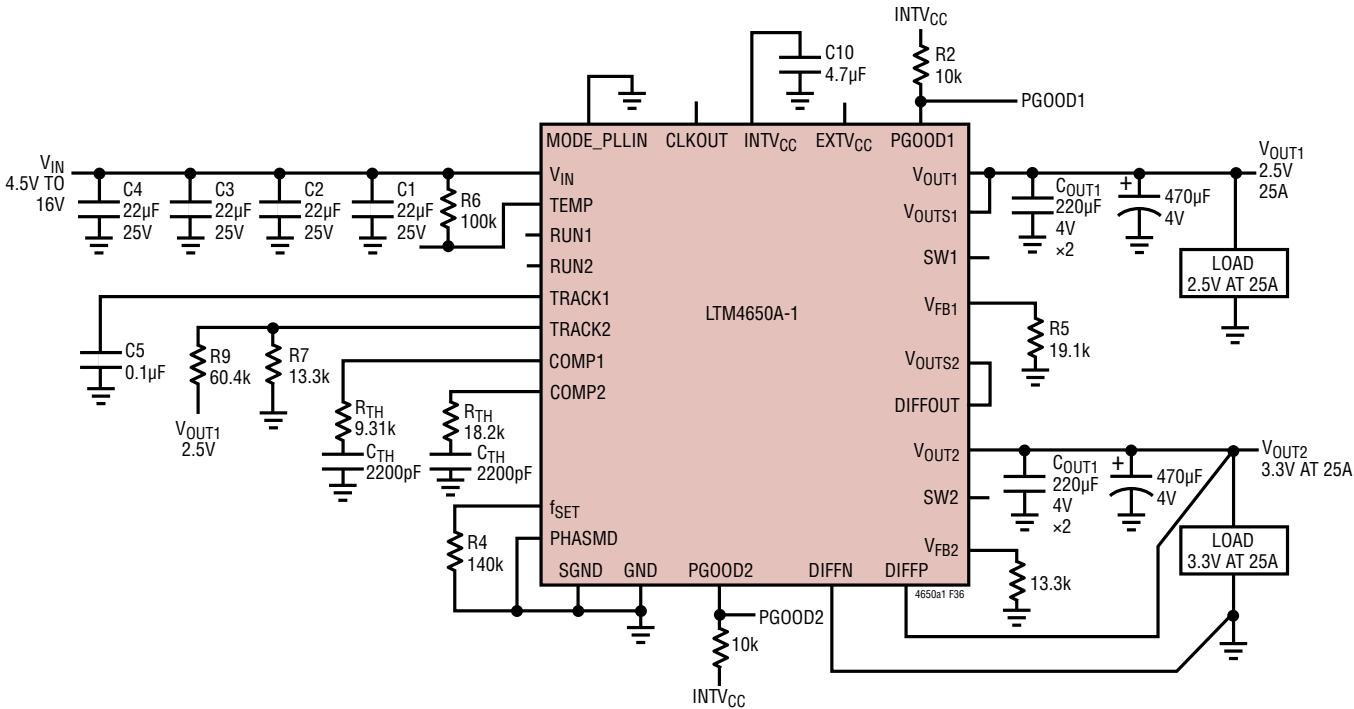 INTVCC
C10
4.7µF
R2
10k
PGOOD1
MODE_PLLIN
CLKOUT
INTVCC
EXTVCC
PGOOD1
VIN
4.5V TO
16V
C4
22µF
25V
C3
22µF
25V
C2
22µF
25V
C1
22µF
25V
R6
100k
VIN
TEMP
RUN1
RUN2
TRACK1
TRACK2
COMP1
COMP2
fSET
PHASMD
SGND
GND
PGOOD2
DIFFN
DIFFP
LTM4650A-1
VOUT1
VOUTS1
SW1
VFB1
VOUTS2
DIFFOUT
VOUT2
SW2
VFB2
4650a1 F36
COUT1
220µF
4V
×2
+
470µF
4V
VOUT1
2.5V
25A
LOAD
2.5V AT 25A
R5
19.1k
C5
0.1µF
R9
60.4k
R7
13.3k
VOUT1
2.5V
RTH
9.31k
CTH
2200pF
RTH
18.2k
CTH
2200pF
R4
140k
COUT1
220µF
4V
×2
+
470µF
4V
VOUT2
3.3V AT 25A
LOAD
3.3V AT 25A
13.3k
PGOOD2
10k
INTVCC